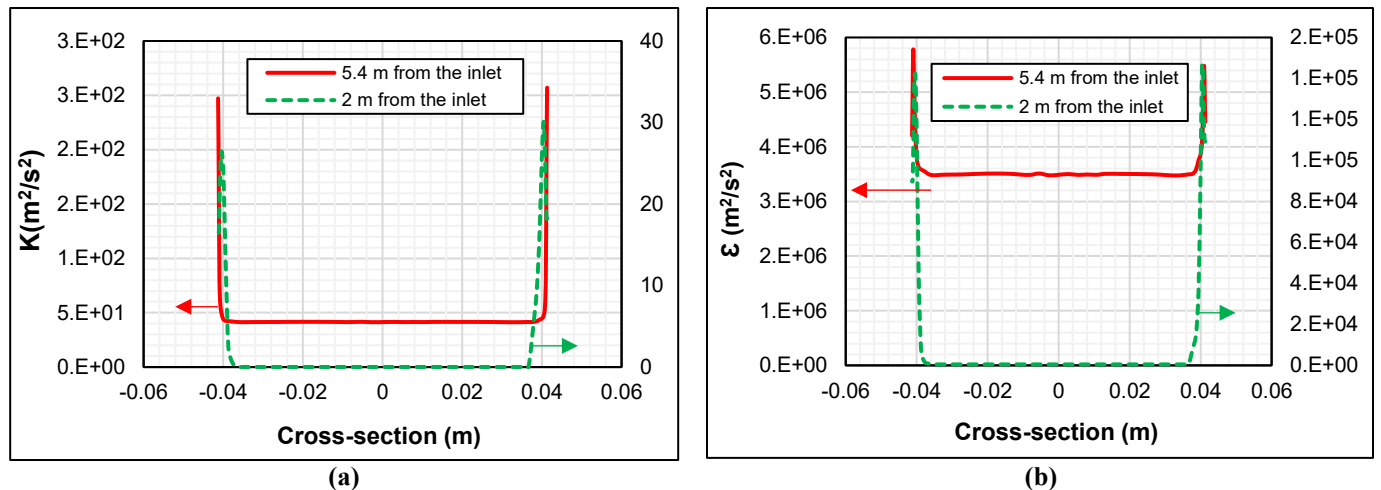 3.E+02
3.E+02
2.E+02
2.E+02
1.E+02
5.E+01
0.E+00
K(m²/s²)
40
30
20
10
0
5.4 m from the inlet
2 m from the inlet
-0.06 -0.04 -0.02 0 0.02 0.04 0.06
Cross-section (m)
(a)
6.E+06
5.E+06
4.E+06
3.E+06
2.E+06
1.E+06
0.E+00
Ɛ (m²/s²)
2.E+05
1.E+05
1.E+05
1.E+05
8.E+04
6.E+04
4.E+04
2.E+04
0.E+00
5.4 m from the inlet
2 m from the inlet
-0.06 -0.04 -0.02 0 0.02 0.04 0.06
Cross-section (m)
(b)